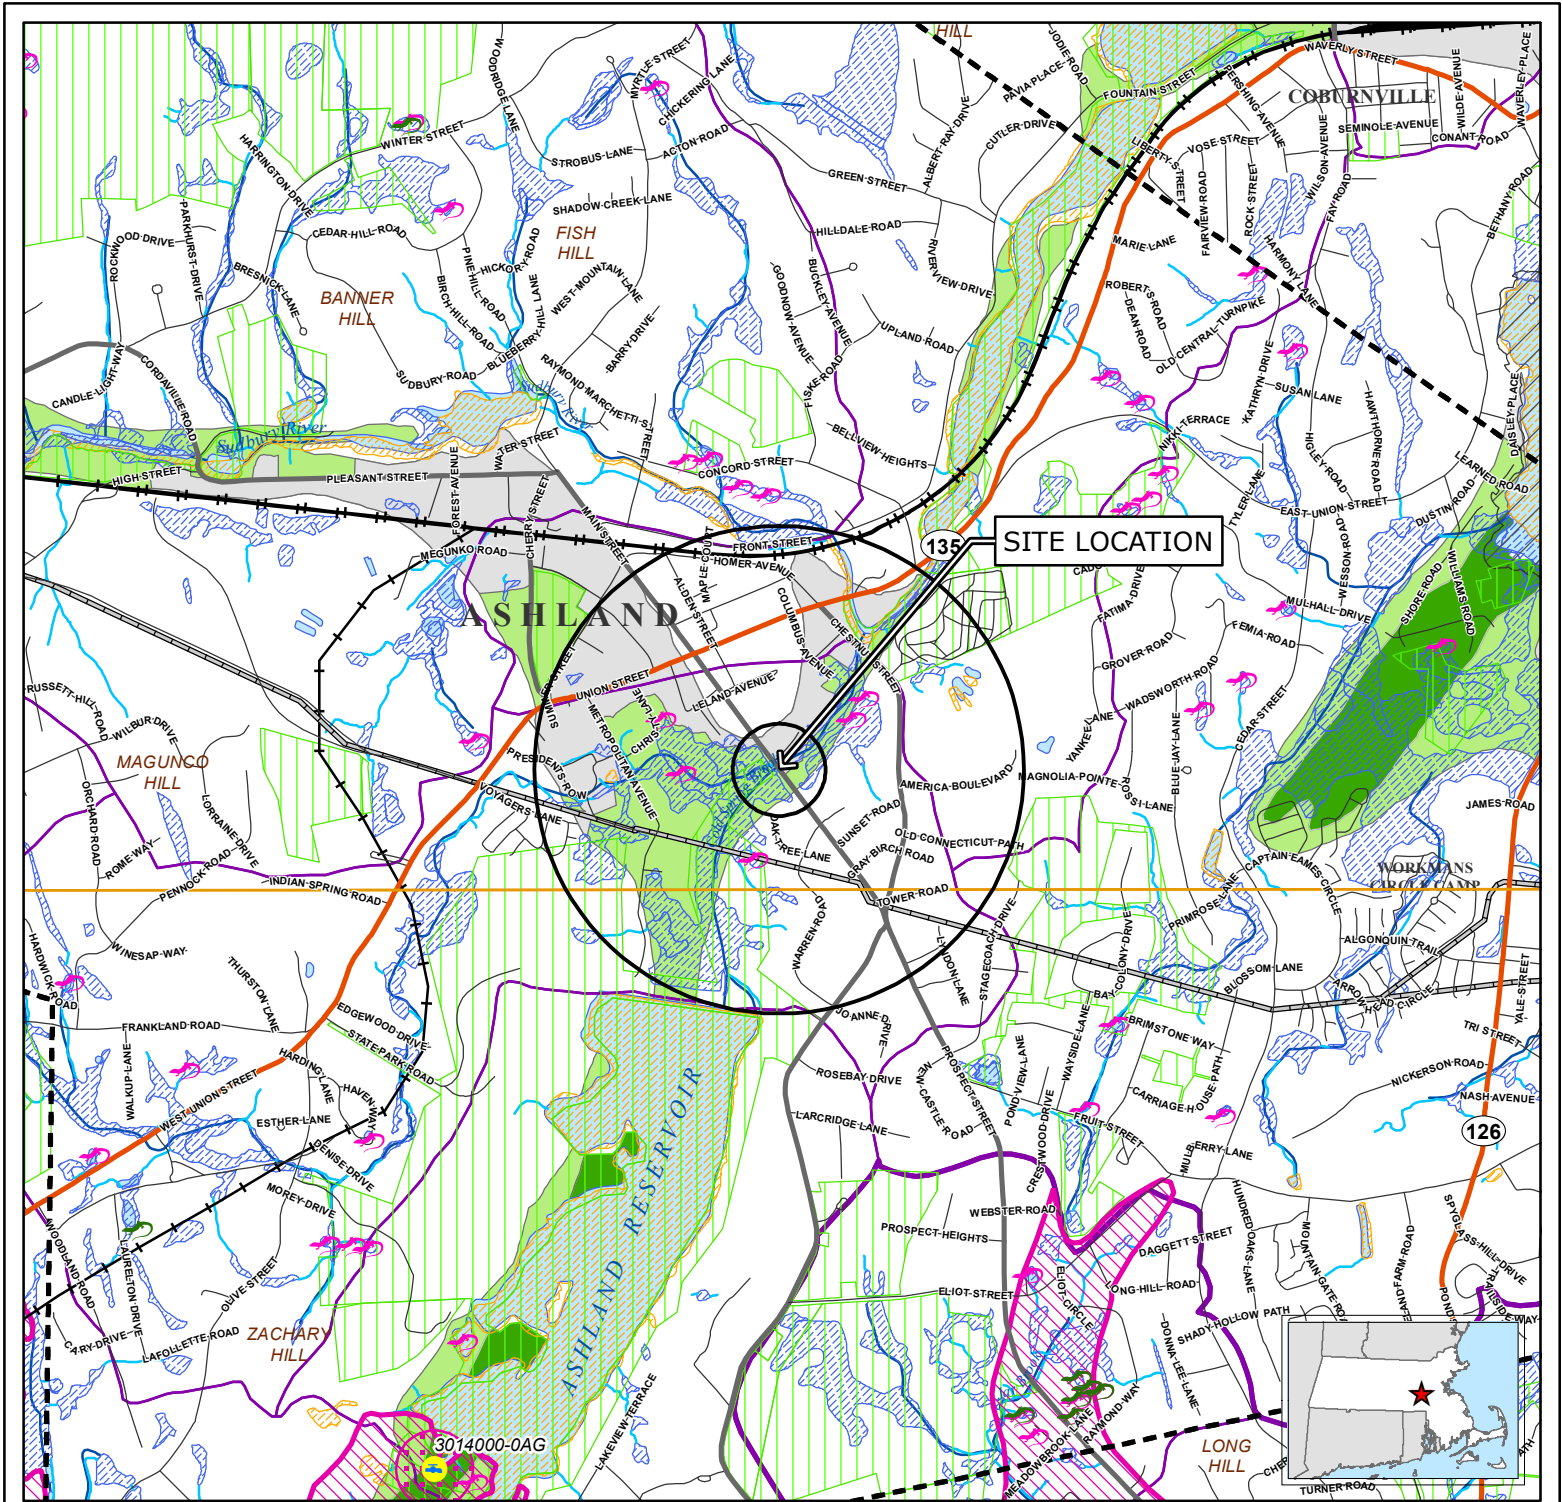 HILL
JODIE ROAD
PAVIA PLACE
FOUNTAIN STREET
PERSHING AVENUE
WAVERLY STREET
COBURNVILLE
WILDE AVENUE
WAVERLEY PLACE
SEMINOLE AVENUE
CONANT ROAD
VOSE STREET
LIBERTY STREET
WILSON AVENUE
FAY ROAD
BETHANY ROAD
ROCK STREET
FAIRVIEW ROAD
MARIE LANE
HARMONY LANE
WOODRIDGE LANE
MYRTLE STREET
CHICKERING LANE
WINTER STREET
HARRINGTON DRIVE
STROBUS LANE
ACTON ROAD
GREEN STREET
ALBERT RAY DRIVE
CUTLER DRIVE
SHADOW CREEK LANE
FISH
HILL
HILLDALE ROAD
RIVERVIEW DRIVE
ROCKWOOD DRIVE
PARKHURST DRIVE
CEDAR HILL ROAD
BRESNICK LANE
BANNER
HILL
PINE HILL ROAD
HICKORY ROAD
BIRCH HILL ROAD
BLUEBERRY HILL LANE
WEST MOUNTAIN LANE
BARRY DRIVE
GOODNOW AVENUE
BUCKLEY AVENUE
UPLAND ROAD
FISKE ROAD
ROBERTS ROAD
DEAN ROAD
OLD CENTRAL TURNPIKE
KATHRYN DRIVE
SUSAN LANE
HAWTHORNE ROAD
DAISLEY PLACE
CANDLE LIGHT WAY
CORDAVILLE ROAD
SUDBURY ROAD
RAYMOND MARCHETTI STREET
Sudbury River
Sudbury River
WATER STREET
BELLVIEW HEIGHTS
NIKKI TERRACE
HIGLEY ROAD
LEARNED ROAD
HIGH STREET
PLEASANT STREET
CONCORD STREET
FOREST AVENUE
CHERRY STREET
MAIN STREET
TYLER LANE
EAST UNION STREET
DUSTIN ROAD
WESSON ROAD
MEGUNKO ROAD
MAPLE COURT
FRONT STREET
HOMER AVENUE
135
SITE LOCATION
FATIMA DRIVE
SHORE ROAD
WILLIAMS ROAD
MULHALL DRIVE
ASHLAND
ALDEN STREET
COLUMBUS AVENUE
CHESTNUT STREET
GROVER ROAD
FEMIA ROAD
RUSSETT HILL ROAD
WILBUR DRIVE
UNION STREET
LELAND AVENUE
METROPOLITAN AVENUE
YANKEE LANE
WADSWORTH ROAD
BLUE JAY LANE
CEDAR STREET
MAGUNCO
HILL
PRESIDENTS ROW
VOYAGERS LANE
AMERICA BOULEVARD
MAGNOLIA POINTE
ROSSI LANE
JAMES ROAD
ORCHARD ROAD
LORRAINE DRIVE
OAK TREE LANE
SUNSET ROAD
GRAY BIRCH ROAD
OLD CONNECTICUT PATH
ROME WAY
PENNOCK ROAD
INDIAN SPRING ROAD
TOWER ROAD
CAPTAIN EAMES CIRCLE
WORKMANS
CIRCLE CAMP
PRIMROSE LANE
HARDWICK ROAD
WINESAP WAY
THURSTON LANE
WARREN ROAD
LYNDON LANE
STAGECOACH DRIVE
BAY COLONY DRIVE
ALGONQUIN TRAIL
BLOSSOM LANE
ARROWHEAD CIRCLE
YALE STREET
FRANKLAND ROAD
EDGEWOOD DRIVE
STATE PARK ROAD
JO ANNE DRIVE
BRIMSTONE WAY
TRI STREET
WALKUP LANE
HARDING LANE
HAVEN WAY
ROSEBAY DRIVE
NEW CASTLE ROAD
PROSPECT STREET
POND VIEW LANE
WAYSIDE LANE
CARRIAGE HOUSE PATH
NICKERSON ROAD
NASH AVENUE
WEST UNION STREET
ESTHER LANE
DENISE DRIVE
LARCRIDGE LANE
FRUIT STREET
126
MULBERRY LANE
CRESTWOOD DRIVE
MOREY DRIVE
ASHLAND RESERVOIR
WEBSTER ROAD
PROSPECT HEIGHTS
DAGGETT STREET
HUNDRED OAKS LANE
SPYGLASS HILL DRIVE
WOODLAND ROAD
LAURELTON DRIVE
OLIVE STREET
ELIOT STREET
ELIOT CIRCLE
LONG HILL ROAD
CARY DRIVE
LAFOLLETTE ROAD
ZACHARY
HILL
DONNA LEE LANE
SHADY HOLLOW PATH
LAKEVIEW TERRACE
MEADOWBROOK LANE
RAYMOND WAY
LONG
HILL
3014000-0AG
TURNER ROAD